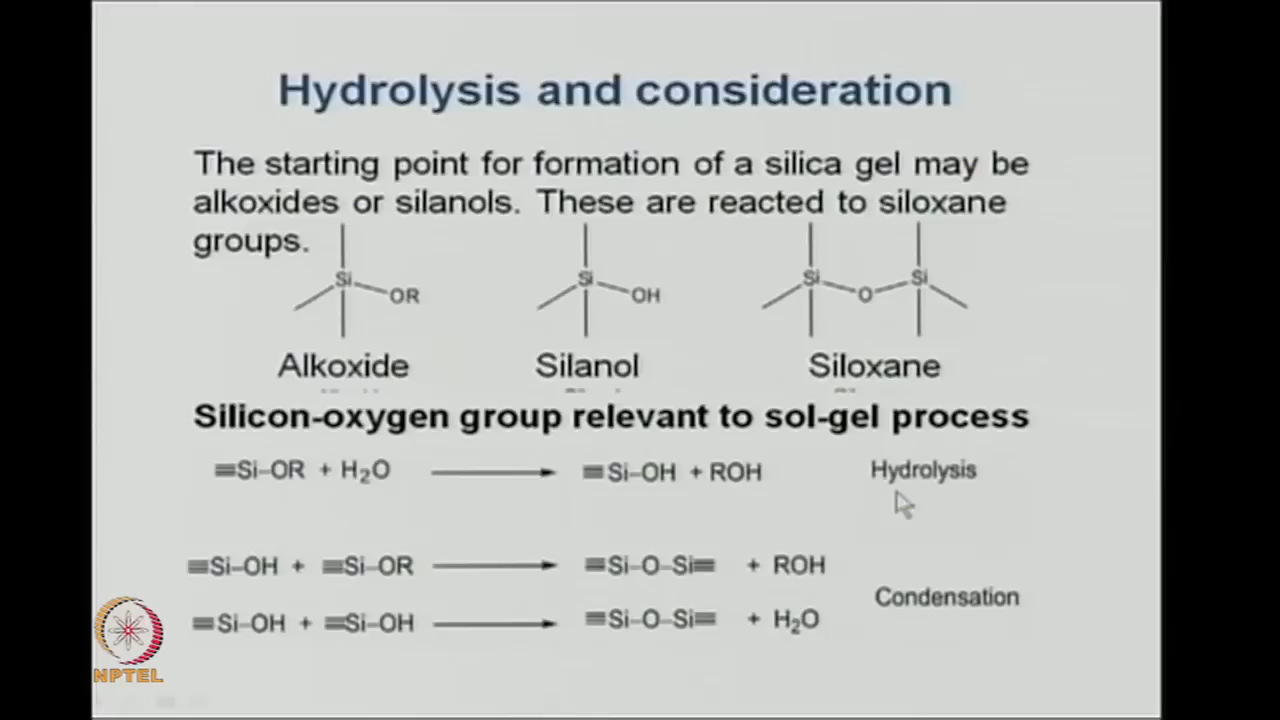 Hydrolysis and consideration
The starting point for formation of a silica gel may be
alkoxides or silanols. These are reacted to siloxane
groups.
Si OR Si OH Si O Si
Alkoxide Silanol Siloxane
Silicon-oxygen group relevant to sol-gel process
≡Si–OR + H₂O → ≡Si–OH + ROH Hydrolysis
≡Si–OH + ≡Si–OR → ≡Si–O–Si≡ + ROH
Condensation
≡Si–OH + ≡Si–OH → ≡Si–O–Si≡ + H₂O
NPTEL